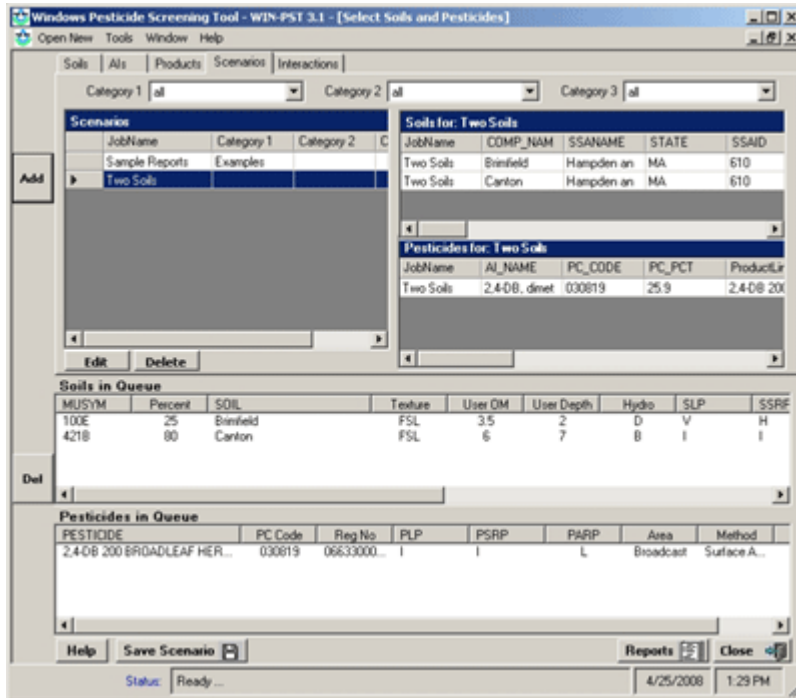 Windows Pesticide Screening Tool - WIN-PST 3.1 - [Select Soils and Pesticides]
Open New Tools Window Help
Soils AIs Products Scenarios Interactions
Category 1 all Category 2 all Category 3 all
Scenarios
JobName Category 1 Category 2 C
Sample Reports Examples
Two Soils
Soils for: Two Soils
JobName COMP_NAM SSANAME STATE SSAID
Two Soils Brimfield Hampden an MA 610
Two Soils Canton Hampden an MA 610
Pesticides for: Two Soils
JobName AI_NAME PC_CODE PC_PCT ProductLi
Two Soils 2,4-DB, dimet 030819 25.9 2,4-DB 200
Add
Edit Delete
Soils in Queue
MUSYM Percent SOIL Texture User OM User Depth Hydro SLP SSRP
100E 25 Brimfield FSL 3.5 2 D V H
421B 80 Canton FSL 6 7 B I I
Del
Pesticides in Queue
PESTICIDE PC Code Reg No PLP PSRP PARP Area Method
2,4-DB 200 BROADLEAF HER... 030819 06633000... I I L Broadcast Surface A...
Help Save Scenario Reports Close
Status: Ready ... 4/25/2008 1:29 PM